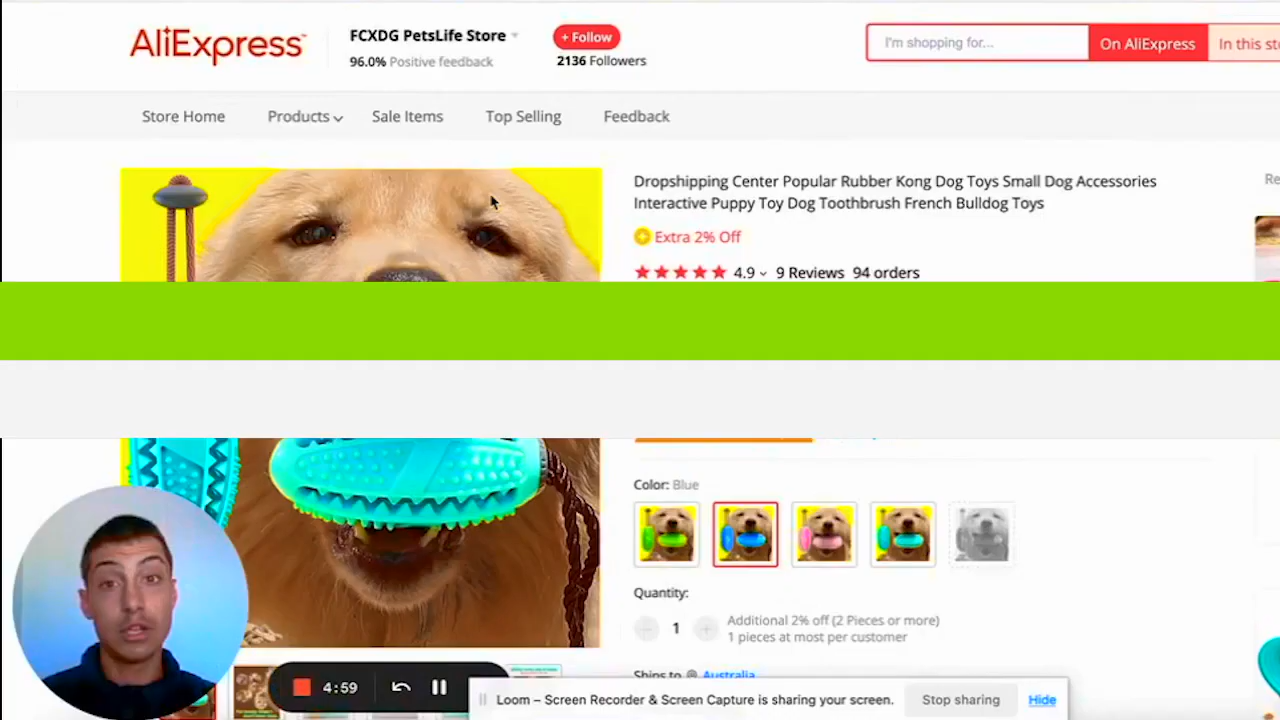 AliExpress™
FCXDG PetsLife Store
96.0% Positive feedback
+ Follow
2136 Followers
I'm shopping for...
On AliExpress
In this sto
Store Home
Products
Sale Items
Top Selling
Feedback
Dropshipping Center Popular Rubber Kong Dog Toys Small Dog Accessories
Interactive Puppy Toy Dog Toothbrush French Bulldog Toys
Re
Extra 2% Off
4.9
9 Reviews
94 orders
Color: Blue
Quantity:
1
Additional 2% off (2 Pieces or more)
1 pieces at most per customer
Ships to
Australia
4:59
Loom – Screen Recorder & Screen Capture is sharing your screen.
Stop sharing
Hide